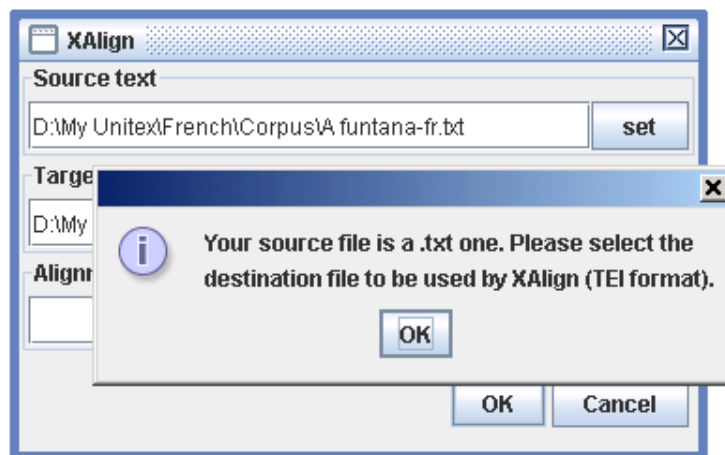 XAlign
Source text
D:\My Unitex\French\Corpus\A funtana-fr.txt
set
Targe
D:\My
Your source file is a .txt one. Please select the
destination file to be used by XAlign (TEI format).
OK
OK
Cancel